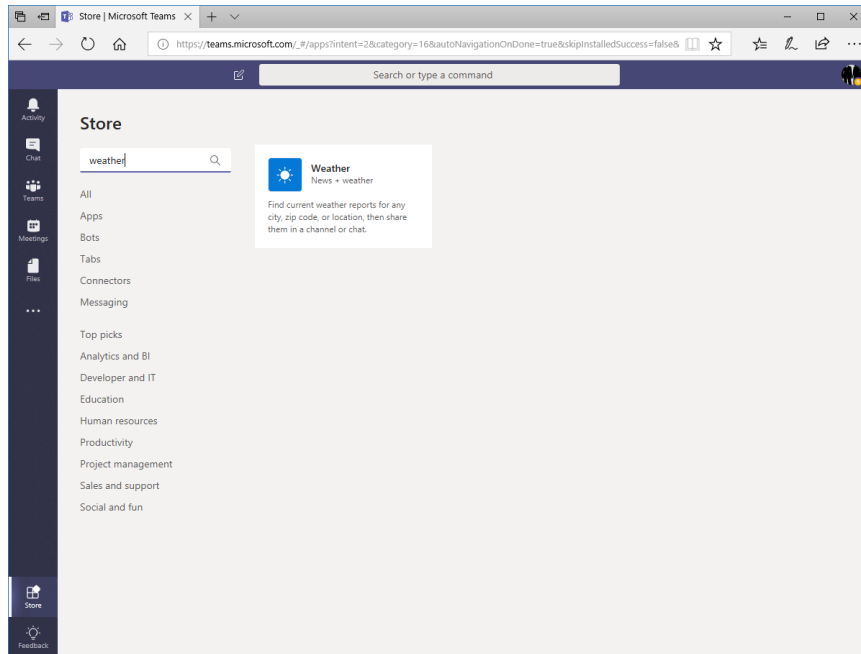 Store | Microsoft Teams
https://teams.microsoft.com/_#/apps?intent=2&category=16&autoNavigationOnDone=true&skipInstalledSuccess=false&
Search or type a command
Activity
Chat
Teams
Meetings
Files
Store
Feedback
Store
weather
All
Apps
Bots
Tabs
Connectors
Messaging
Top picks
Analytics and BI
Developer and IT
Education
Human resources
Productivity
Project management
Sales and support
Social and fun
Weather
News + weather
Find current weather reports for any
city, zip code, or location, then share
them in a channel or chat.